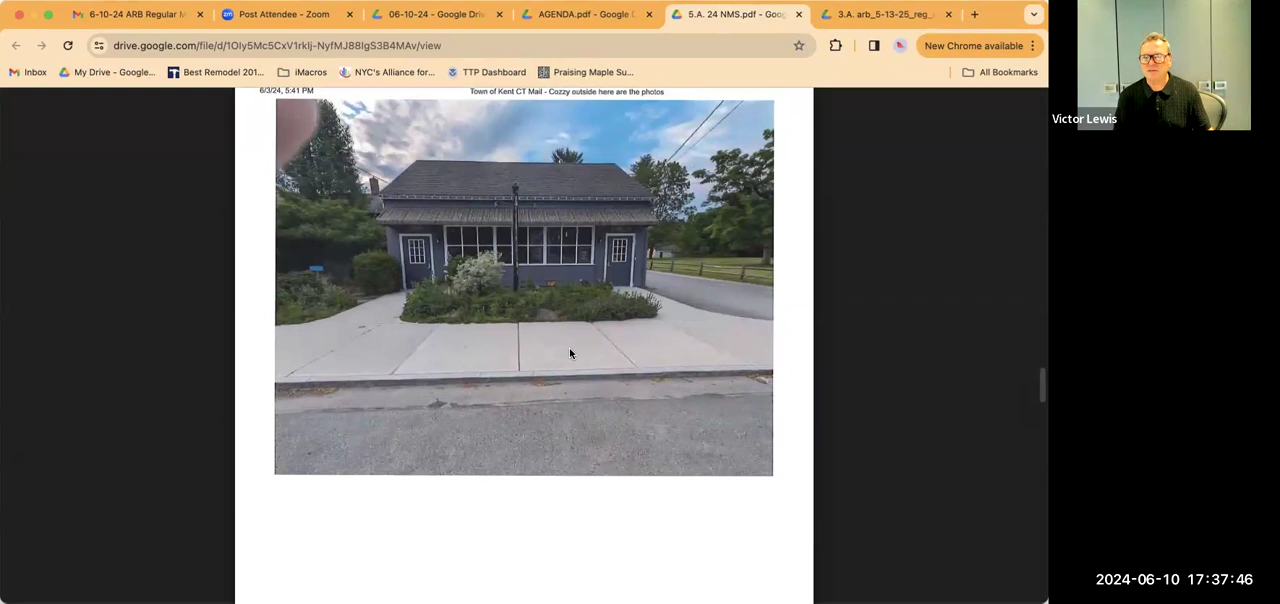 6-10-24 ARB Regular M
Post Attendee - Zoom
06-10-24 - Google Driv
AGENDA.pdf - Google D
5.A. 24 NMS.pdf - Goog
3.A. arb_5-13-25_reg_
drive.google.com/file/d/1OIy5Mc5CxV1rkIj-NyfMJ88IgS3B4MAv/view
New Chrome available
Inbox
My Drive - Google...
Best Remodel 201...
iMacros
NYC's Alliance for...
TTP Dashboard
Praising Maple Su...
All Bookmarks
6/3/24, 5:41 PM
Town of Kent CT Mail - Cozzy outside here are the photos
Victor Lewis
2024-06-10 17:37:46